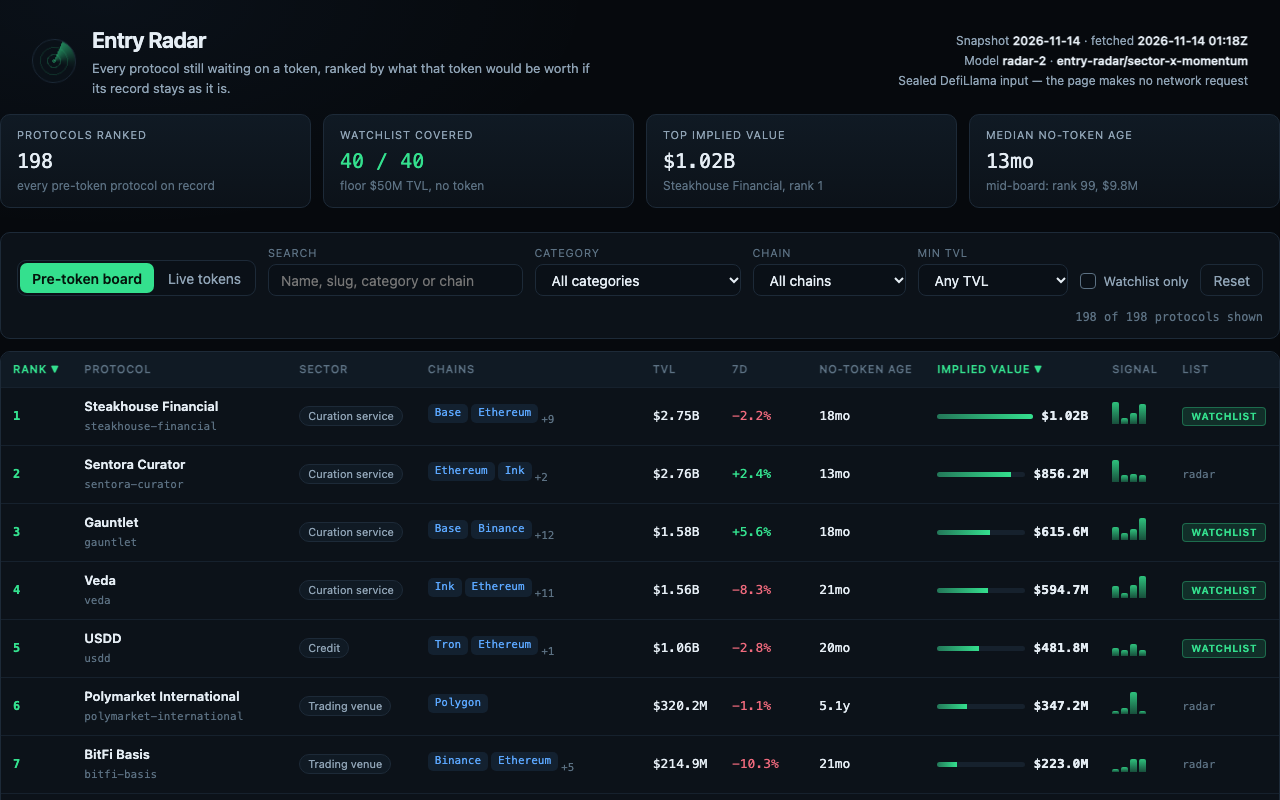 Entry Radar
Every protocol still waiting on a token, ranked by what that token would be worth if
its record stays as it is.
Snapshot 2026-11-14 · fetched 2026-11-14 01:18Z
Model radar-2 · entry-radar/sector-x-momentum
Sealed DefiLlama input — the page makes no network request
PROTOCOLS RANKED
198
every pre-token protocol on record
WATCHLIST COVERED
40 / 40
floor $50M TVL, no token
TOP IMPLIED VALUE
$1.02B
Steakhouse Financial, rank 1
MEDIAN NO-TOKEN AGE
13mo
mid-board: rank 99, $9.8M
Pre-token board Live tokens
SEARCH
Name, slug, category or chain
CATEGORY
All categories
CHAIN
All chains
MIN TVL
Any TVL
Watchlist only
Reset
198 of 198 protocols shown
RANK ▼ PROTOCOL SECTOR CHAINS TVL 7D NO-TOKEN AGE IMPLIED VALUE ▼ SIGNAL LIST
1 Steakhouse Financial Curation service Base Ethereum +9 $2.75B −2.2% 18mo $1.02B WATCHLIST
steakhouse-financial
2 Sentora Curator Curation service Ethereum Ink +2 $2.76B +2.4% 13mo $856.2M radar
sentora-curator
3 Gauntlet Curation service Base Binance +12 $1.58B +5.6% 18mo $615.6M WATCHLIST
gauntlet
4 Veda Curation service Ink Ethereum +11 $1.56B −8.3% 21mo $594.7M WATCHLIST
veda
5 USDD Credit Tron Ethereum +1 $1.06B −2.8% 20mo $481.8M WATCHLIST
usdd
6 Polymarket International Trading venue Polygon $320.2M −1.1% 5.1y $347.2M radar
polymarket-international
7 BitFi Basis Trading venue Binance Ethereum +5 $214.9M −10.3% 21mo $223.0M radar
bitfi-basis